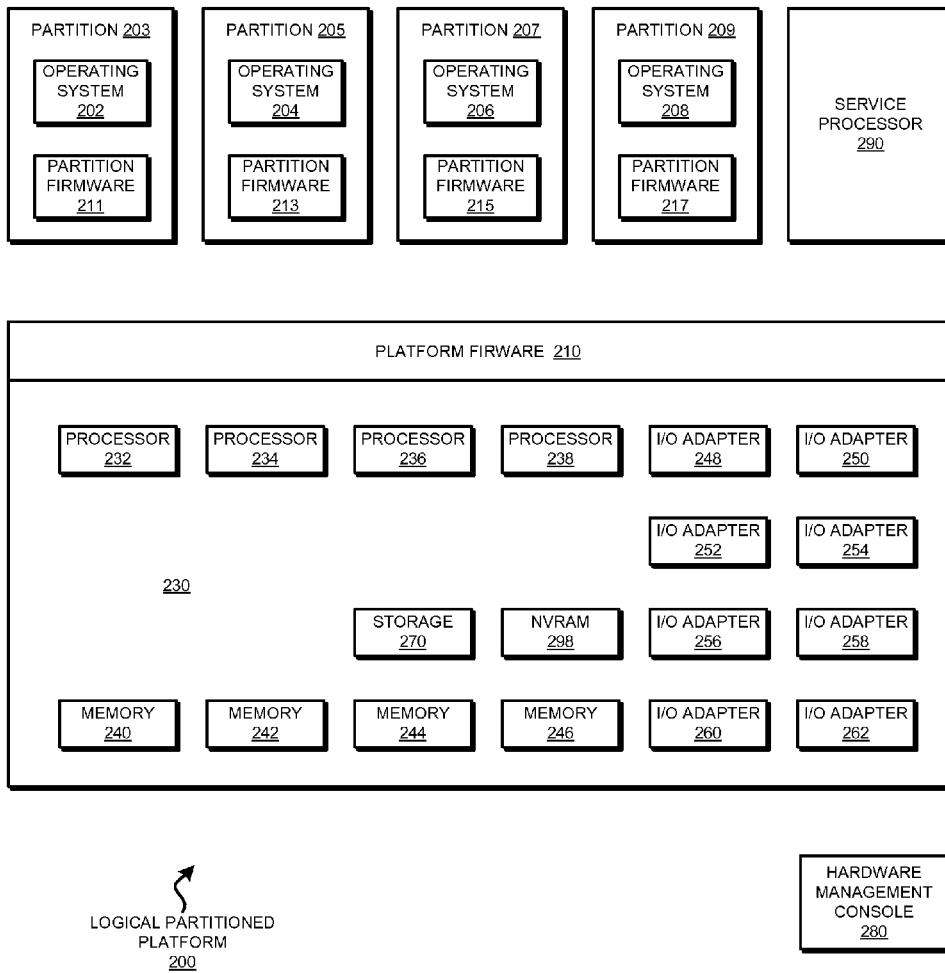 PARTITION 203
OPERATING
SYSTEM
202
PARTITION
FIRMWARE
211
PARTITION 205
OPERATING
SYSTEM
204
PARTITION
FIRMWARE
213
PARTITION 207
OPERATING
SYSTEM
206
PARTITION
FIRMWARE
215
PARTITION 209
OPERATING
SYSTEM
208
PARTITION
FIRMWARE
217
SERVICE
PROCESSOR
290
PLATFORM FIRWARE 210
PROCESSOR
232
PROCESSOR
234
PROCESSOR
236
PROCESSOR
238
I/O ADAPTER
248
I/O ADAPTER
250
I/O ADAPTER
252
I/O ADAPTER
254
230
STORAGE
270
NVRAM
298
I/O ADAPTER
256
I/O ADAPTER
258
MEMORY
240
MEMORY
242
MEMORY
244
MEMORY
246
I/O ADAPTER
260
I/O ADAPTER
262
LOGICAL PARTITIONED
PLATFORM
200
HARDWARE
MANAGEMENT
CONSOLE
280